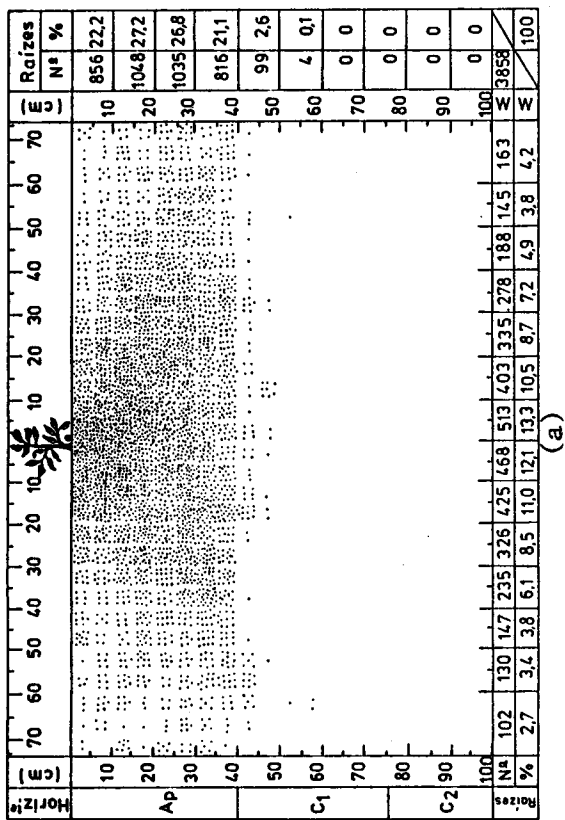 Horiz.te (cm) 70 60 50 40 30 20 10 10 20 30 40 50 60 70 (cm) Raízes
Nº %
10 10 856 22,2
Ap 20 20 1048 27,2
30 30 1035 26,8
40 40 816 21,1
50 50 99 2,6
C1 60 60 4 0,1
70 70 0 0
80 80 0 0
C2 90 90 0 0
100 100 0 0
Raízes Nº 102 130 147 235 326 425 468 513 403 335 278 188 145 163 Σ 3858
% 2,7 3,4 3,8 6,1 8,5 11,0 12,1 13,3 10,5 8,7 7,2 4,9 3,8 4,2 Σ 100
(a)